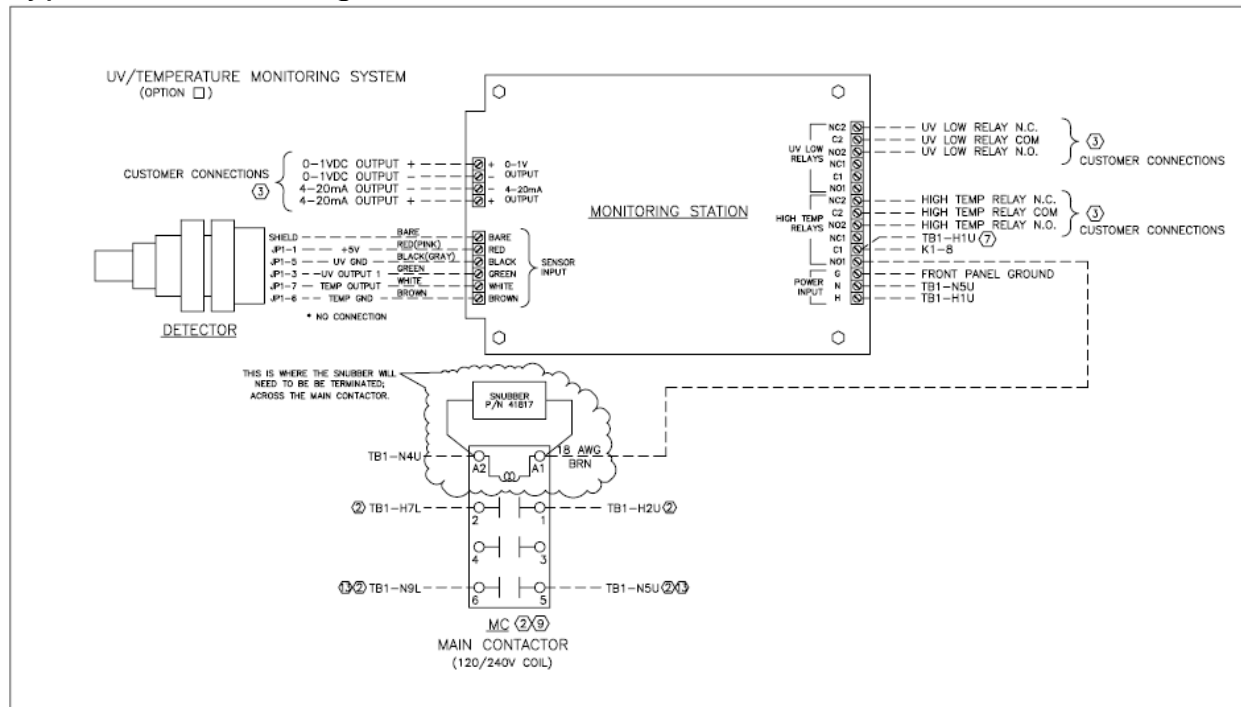 UV/TEMPERATURE MONITORING SYSTEM
(OPTION □)
CUSTOMER CONNECTIONS
3
0-1VDC OUTPUT +
0-1VDC OUTPUT -
4-20mA OUTPUT -
4-20mA OUTPUT +
+ 0-1V
- OUTPUT
- 4-20mA
+ OUTPUT
MONITORING STATION
SHIELD BARE BARE
JP1-1 +5V RED(PINK) RED
JP1-5 UV GND BLACK(GRAY) BLACK
JP1-3 UV OUTPUT 1 GREEN GREEN
JP1-7 TEMP OUTPUT WHITE WHITE
JP1-6 TEMP GND BROWN BROWN
SENSOR
INPUT
* NO CONNECTION
DETECTOR
UV LOW
RELAYS
NC2 UV LOW RELAY N.C.
C2 UV LOW RELAY COM
NO2 UV LOW RELAY N.O.
NC1
C1
NO1
3
CUSTOMER CONNECTIONS
HIGH TEMP
RELAYS
NC2 HIGH TEMP RELAY N.C.
C2 HIGH TEMP RELAY COM
NO2 HIGH TEMP RELAY N.O.
NC1 TB1-H1U 7
C1 K1-8
NO1
3
CUSTOMER CONNECTIONS
POWER
INPUT
G FRONT PANEL GROUND
N TB1-N5U
H TB1-H1U
THIS IS WHERE THE SNUBBER WILL
NEED TO BE BE TERMINATED;
ACROSS THE MAIN CONTACTOR.
SNUBBER
P/N 41817
TB1-N4U A2 A1 18 AWG
BRN
2 TB1-H7L 2 1 TB1-H2U 2
4 3
13 2 TB1-N9L 6 5 TB1-N5U 2 13
MC 2 9
MAIN CONTACTOR
(120/240V COIL)